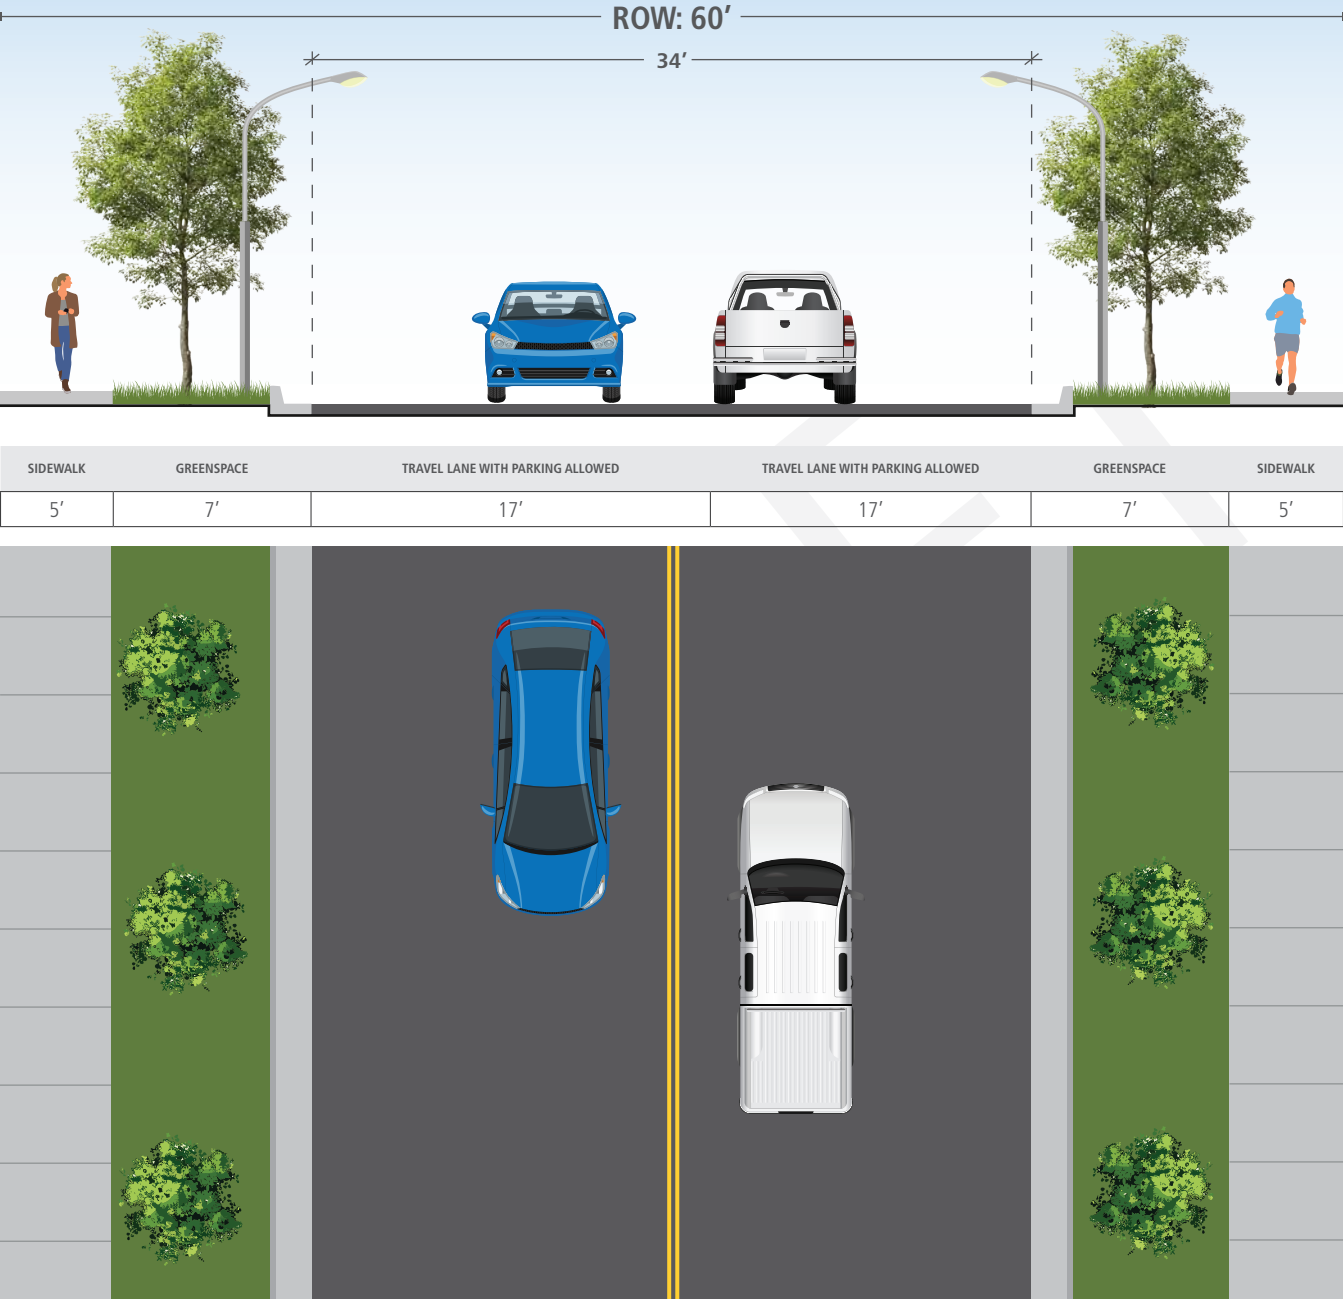 ROW: 60’
34’
SIDEWALK GREENSPACE TRAVEL LANE WITH PARKING ALLOWED TRAVEL LANE WITH PARKING ALLOWED GREENSPACE SIDEWALK
5’ 7’ 17’ 17’ 7’ 5’